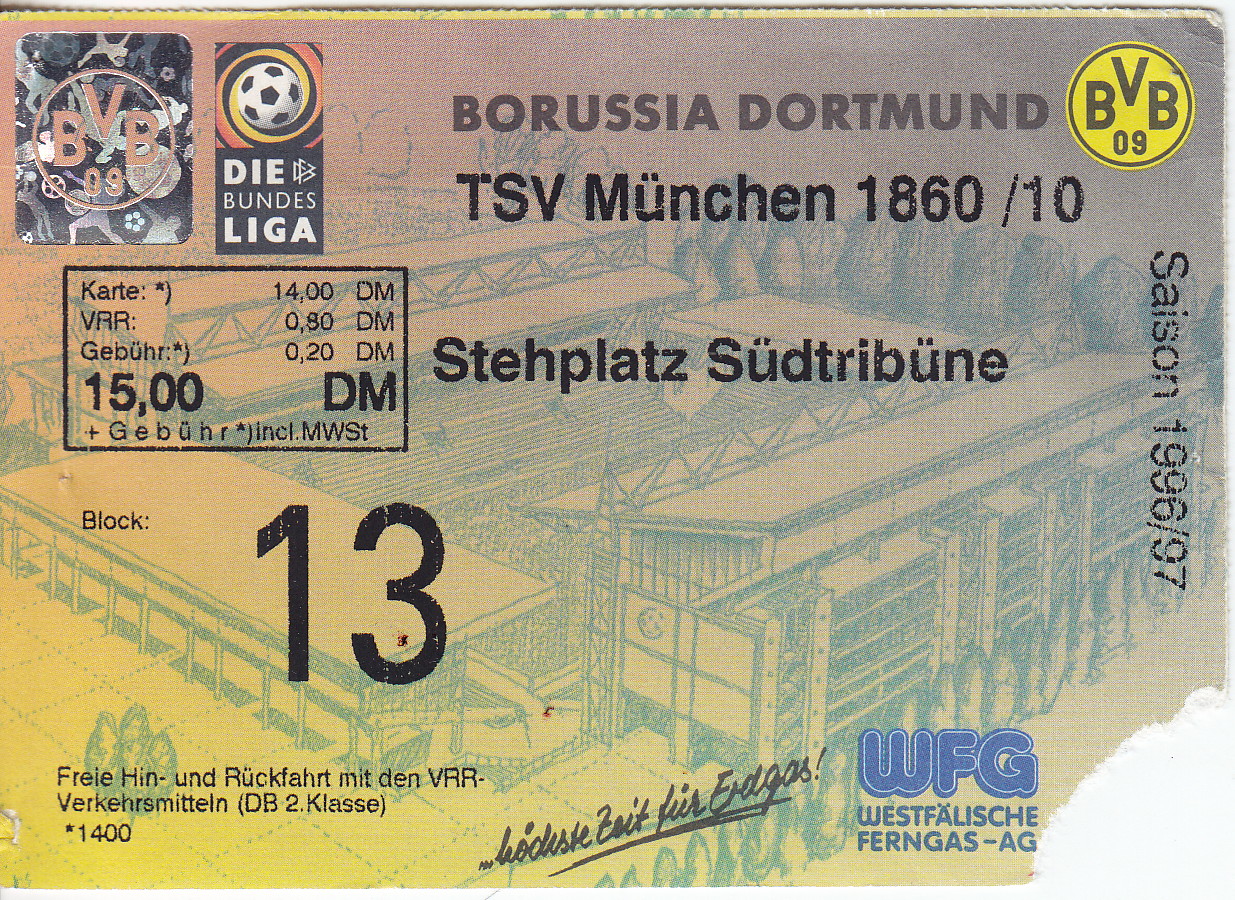 BVB
09
DIE
BUNDES
LIGA
BORUSSIA DORTMUND
BVB
09
TSV München 1860 /10
Saison 1996/97
Karte: *) 14,00 DM
VRR: 0,80 DM
Gebühr:*) 0,20 DM
15,00 DM
+ G e b ü h r *)incl.MWSt
Stehplatz Südtribüne
Block: 13
Freie Hin- und Rückfahrt mit den VRR-
Verkehrsmitteln (DB 2.Klasse)
*1400
...höchste Zeit für Erdgas!
WFG
WESTFÄLISCHE
FERNGAS-AG